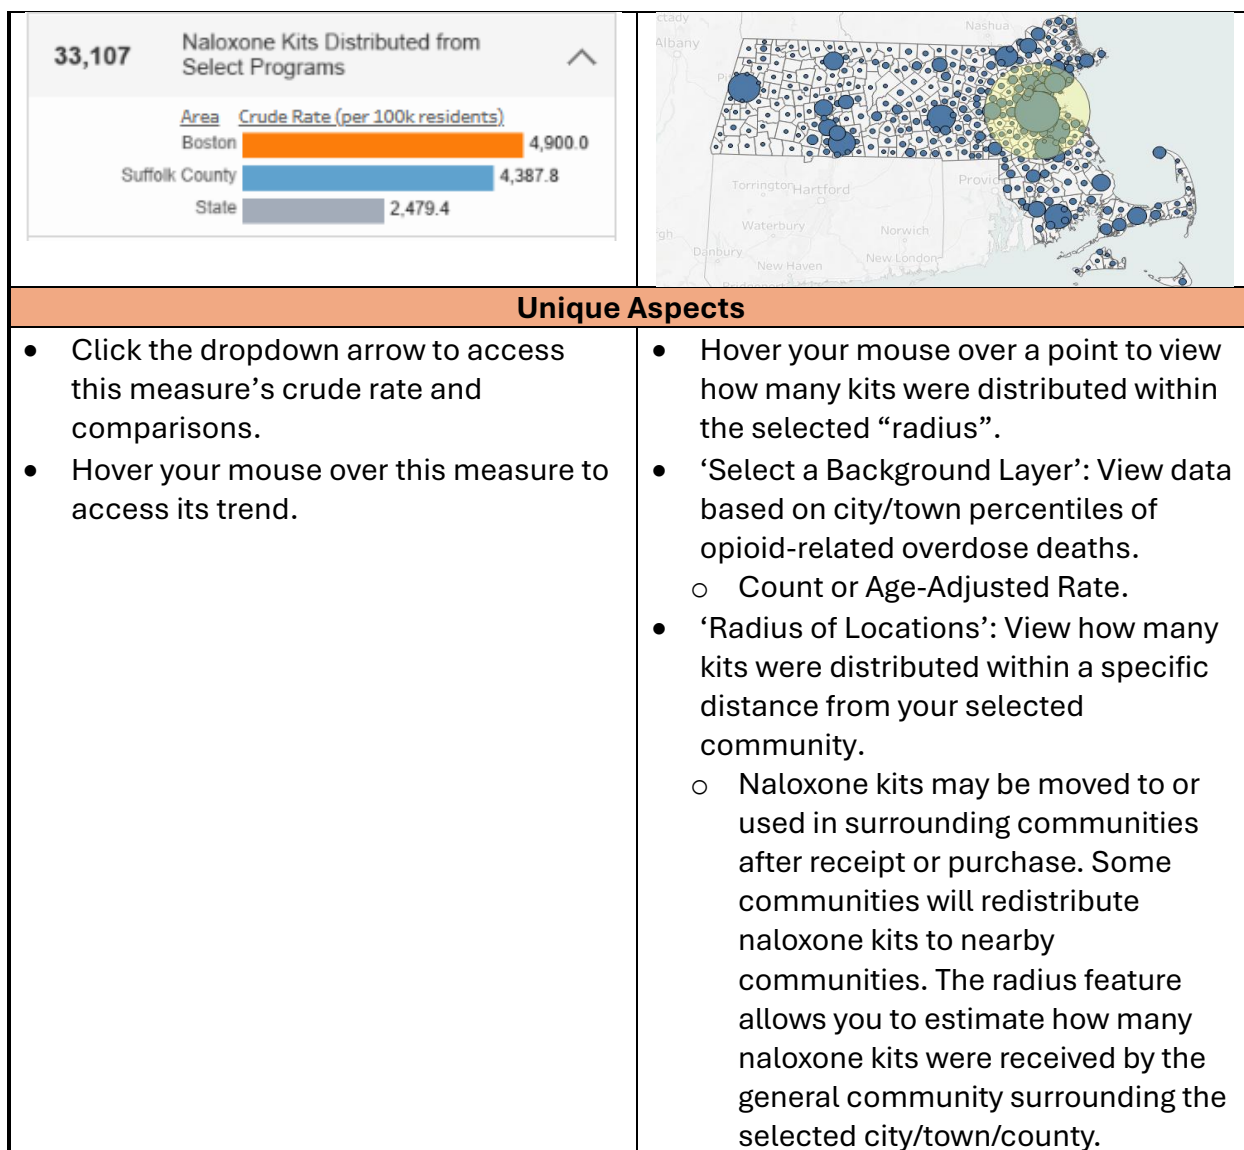 33,107
Naloxone Kits Distributed from
Select Programs
Area Crude Rate (per 100k residents)
Boston 4,900.0
Suffolk County 4,387.8
State 2,479.4
ctady
Albany
Nashua
Torrington
Hartford
Provid
Waterbury
Norwich
gh
Danbury
New Haven
New London
Unique Aspects
• Click the dropdown arrow to access
this measure’s crude rate and
comparisons.
• Hover your mouse over this measure to
access its trend.
• Hover your mouse over a point to view
how many kits were distributed within
the selected “radius”.
• ‘Select a Background Layer’: View data
based on city/town percentiles of
opioid-related overdose deaths.
o Count or Age-Adjusted Rate.
• ‘Radius of Locations’: View how many
kits were distributed within a specific
distance from your selected
community.
o Naloxone kits may be moved to or
used in surrounding communities
after receipt or purchase. Some
communities will redistribute
naloxone kits to nearby
communities. The radius feature
allows you to estimate how many
naloxone kits were received by the
general community surrounding the
selected city/town/county.